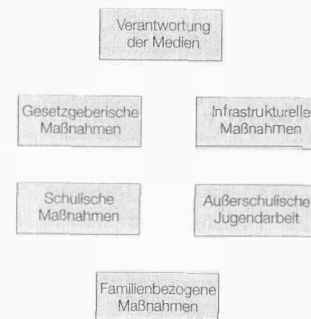 Verantwortung
der Medien
Gesetzgeberische
Maßnahmen
Infrastrukturelle
Maßnahmen
Schulische
Maßnahmen
Außerschulische
Jugendarbeit
Familienbezogene
Maßnahmen